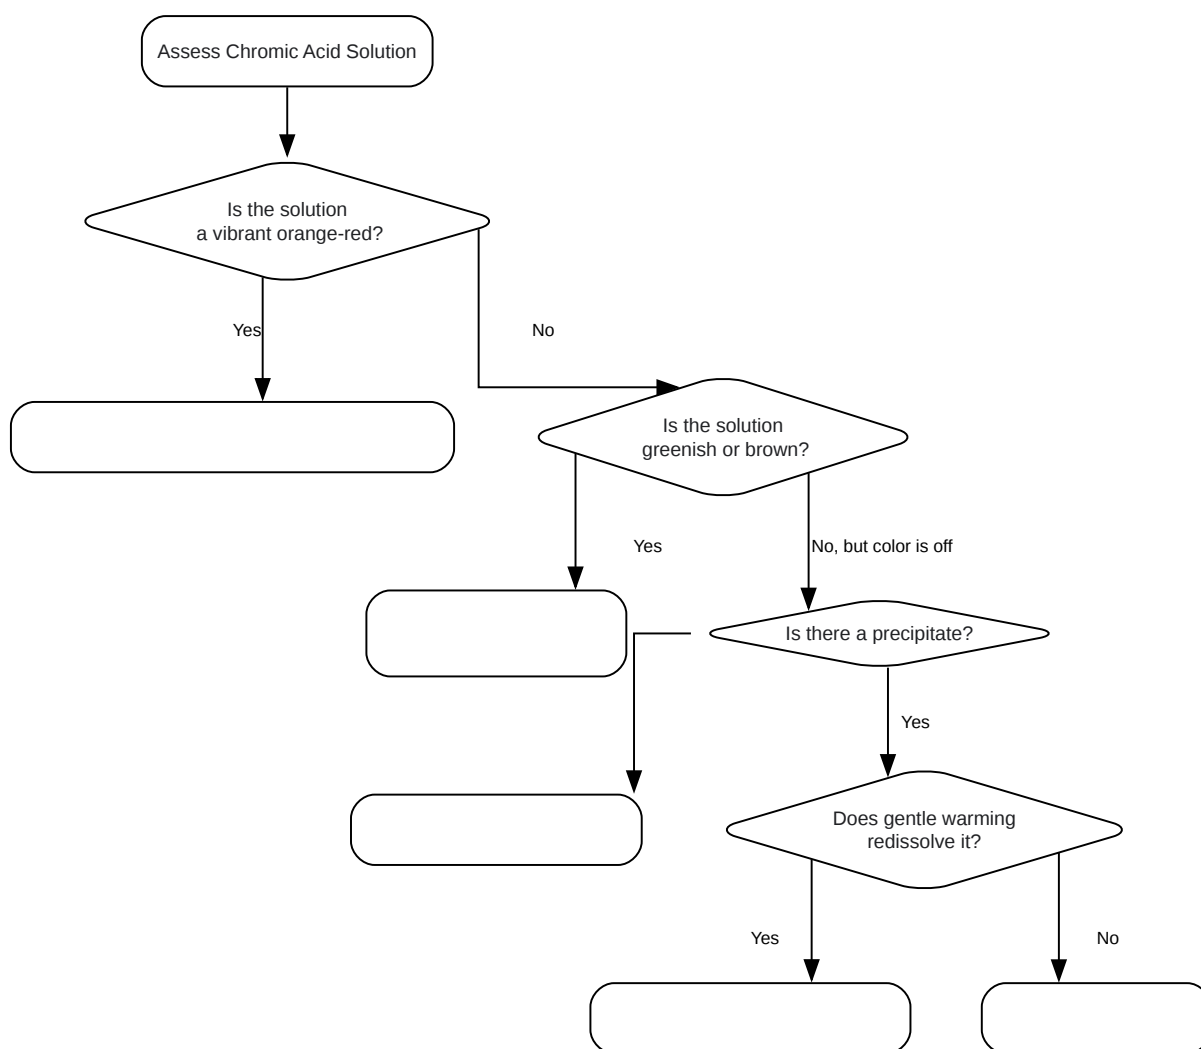 Assess Chromic Acid Solution
Is the solution
a vibrant orange-red?
Yes
No
Is the solution
greenish or brown?
Yes
No, but color is off
Is there a precipitate?
Yes
Does gentle warming
redissolve it?
Yes
No